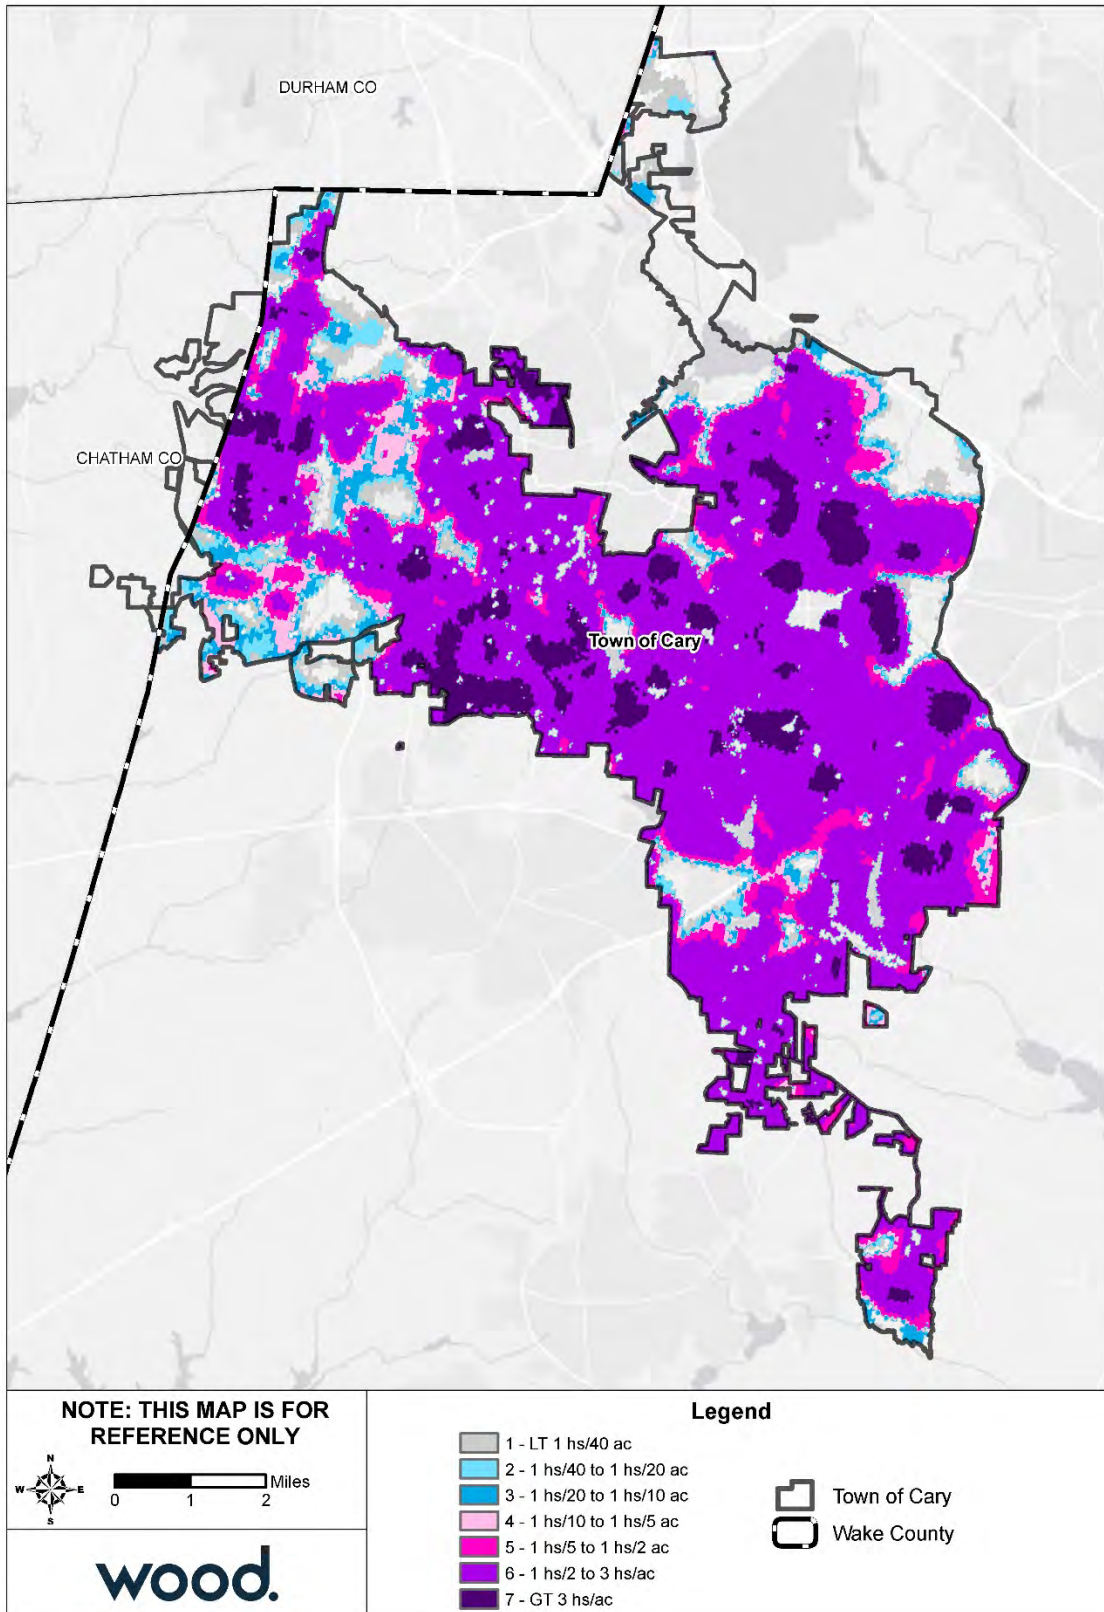 DURHAM CO
CHATHAM CO
Town of Cary
NOTE: THIS MAP IS FOR
REFERENCE ONLY
N
W E
S
Miles
0 1 2
wood.
Legend
1 - LT 1 hs/40 ac
2 - 1 hs/40 to 1 hs/20 ac
3 - 1 hs/20 to 1 hs/10 ac
4 - 1 hs/10 to 1 hs/5 ac
5 - 1 hs/5 to 1 hs/2 ac
6 - 1 hs/2 to 3 hs/ac
7 - GT 3 hs/ac
Town of Cary
Wake County